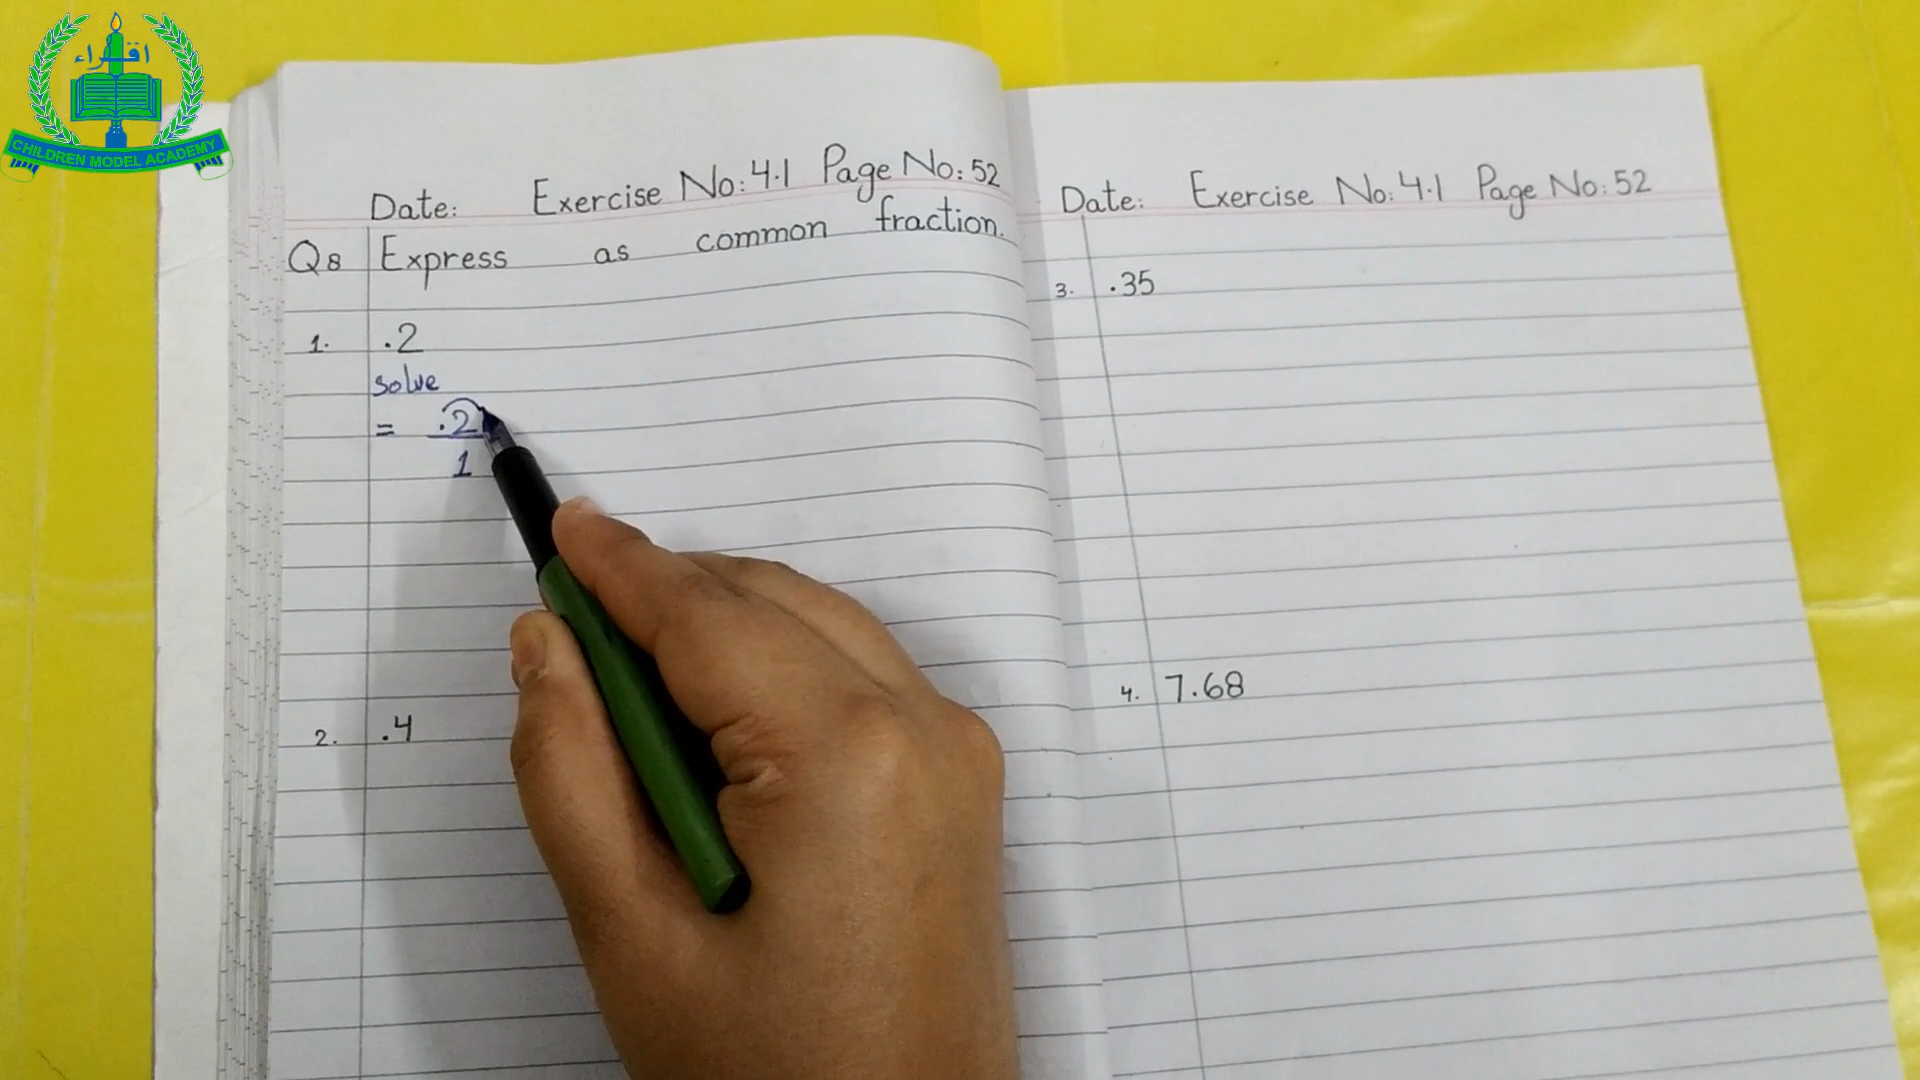 اقراء
CHILDREN MODEL ACADEMY
Date: Exercise No: 4.1 Page No: 52
Q8 Express as common fraction.
1. .2
solve
= .2
1
2. .4
Date: Exercise No: 4.1 Page No: 52
3. .35
4. 7.68